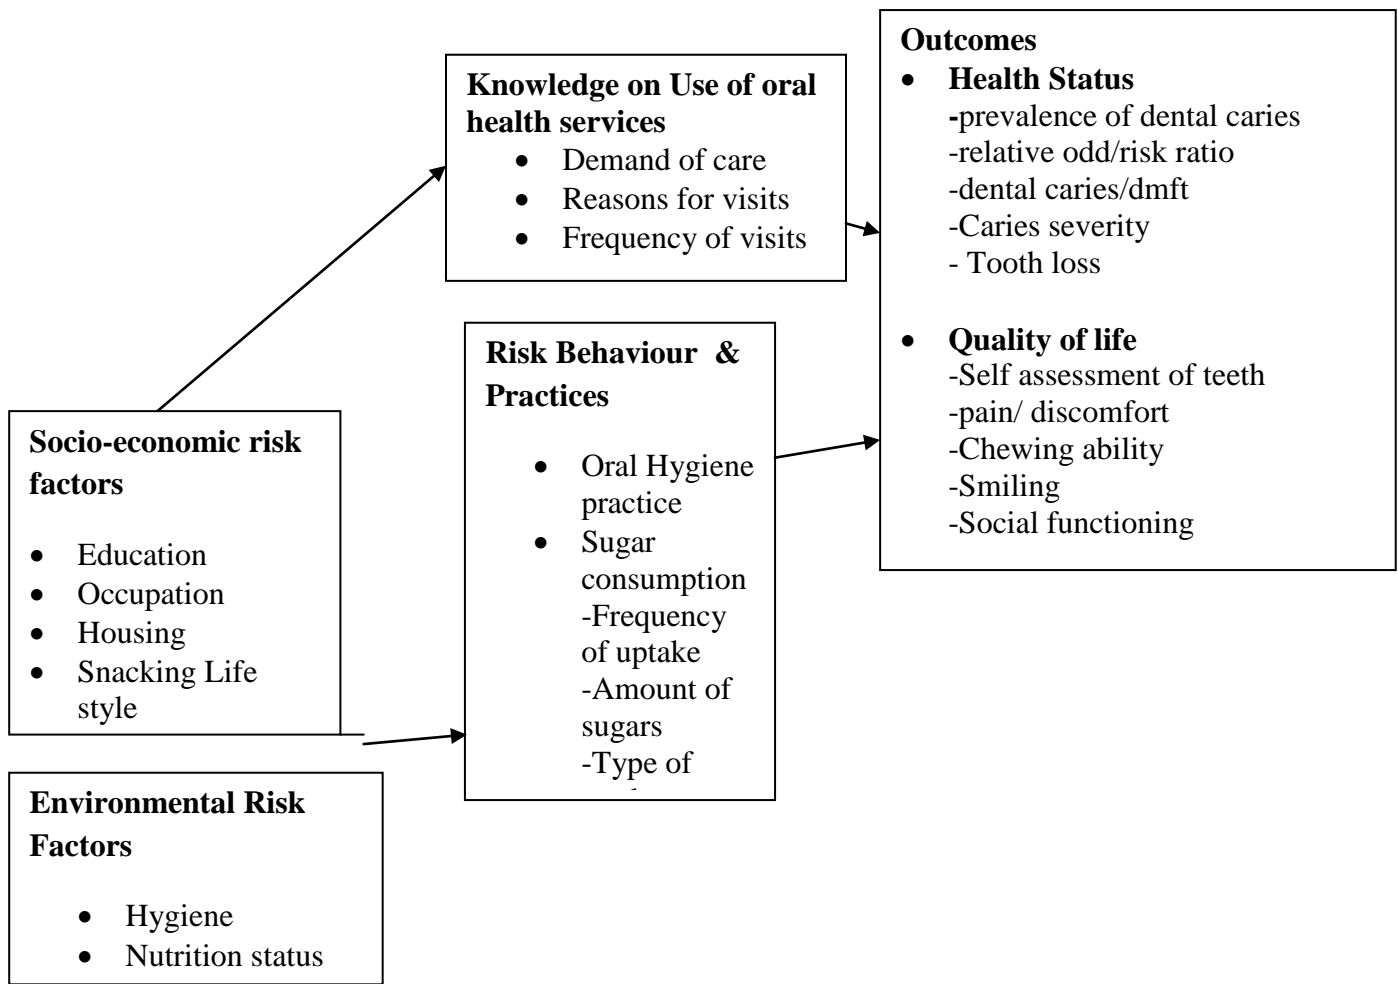 Knowledge on Use of oral
health services
• Demand of care
• Reasons for visits
• Frequency of visits
Outcomes
• Health Status
-prevalence of dental caries
-relative odd/risk ratio
-dental caries/dmft
-Caries severity
- Tooth loss
• Quality of life
-Self assessment of teeth
-pain/ discomfort
-Chewing ability
-Smiling
-Social functioning
Risk Behaviour & 
Practices
• Oral Hygiene
practice
• Sugar
consumption
-Frequency
of uptake
-Amount of
sugars
-Type of
Socio-economic risk
factors
• Education
• Occupation
• Housing
• Snacking Life
style
Environmental Risk
Factors
• Hygiene
• Nutrition status